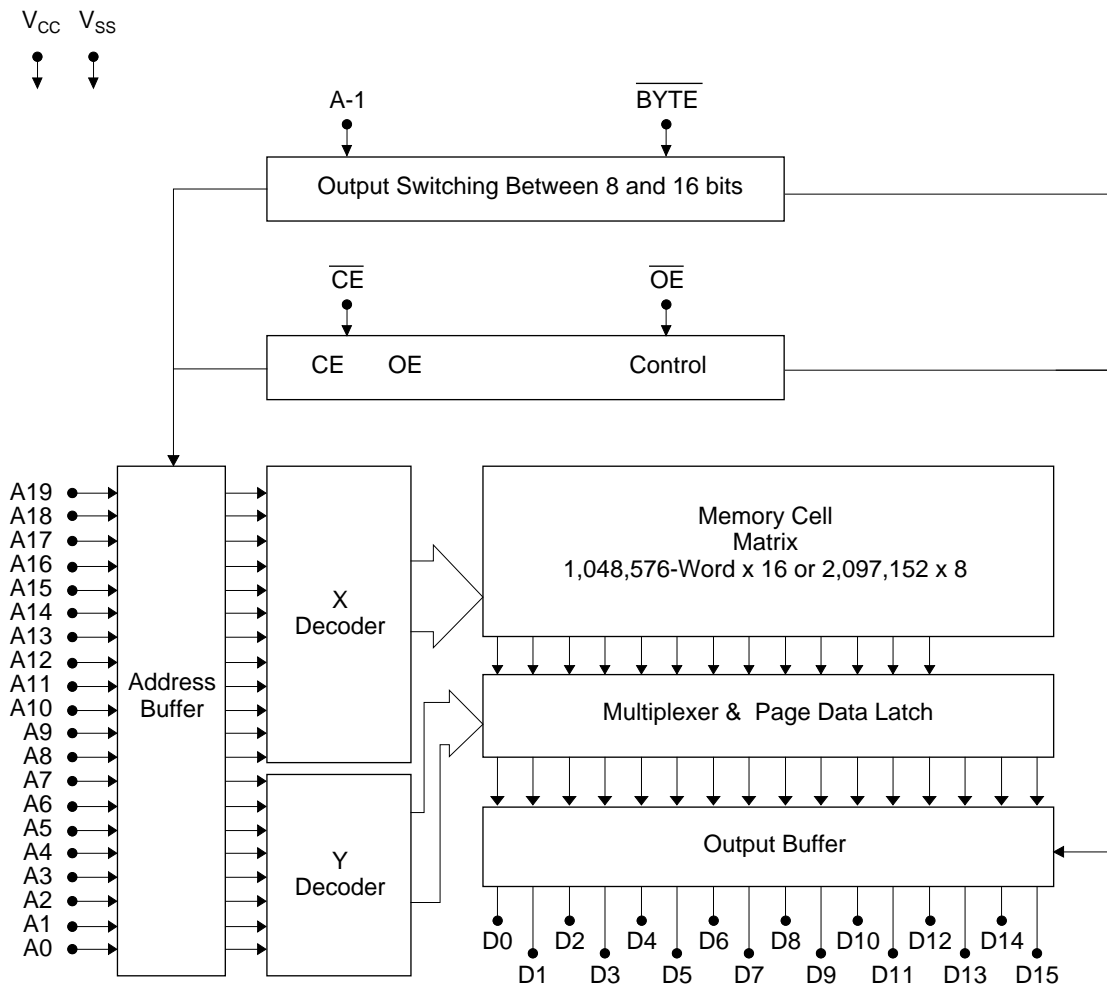 VCC VSS
A-1 BYTE
Output Switching Between 8 and 16 bits
CE OE
CE OE Control
A19
A18
A17
A16
A15
A14
A13
A12
A11
A10
A9
A8
A7
A6
A5
A4
A3
A2
A1
A0
Address
Buffer
X
Decoder
Y
Decoder
Memory Cell
Matrix
1,048,576-Word x 16 or 2,097,152 x 8
Multiplexer & Page Data Latch
Output Buffer
D0 D2 D4 D6 D8 D10 D12 D14
D1 D3 D5 D7 D9 D11 D13 D15